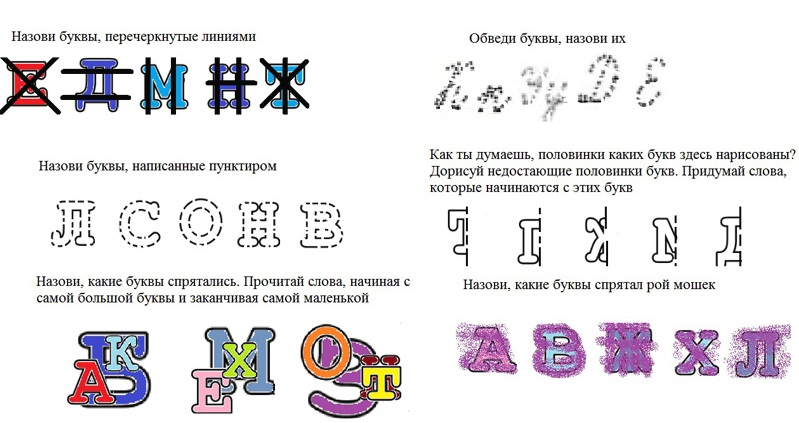 Назови буквы, перечеркнутые линиями
Е Д М Н Т
Назови буквы, написанные пунктиром
Л С О Н В
Назови, какие буквы спрятались. Прочитай слова, начиная с
самой большой буквы и заканчивая самой маленькой
Б А К
М Е Х
Обведи буквы, назови их
Как ты думаешь, половинки каких букв здесь нарисованы?
Дорисуй недостающие половинки букв. Придумай слова,
которые начинаются с этих букв
Назови, какие буквы спрятал рой мошек
А В Ж Х Л